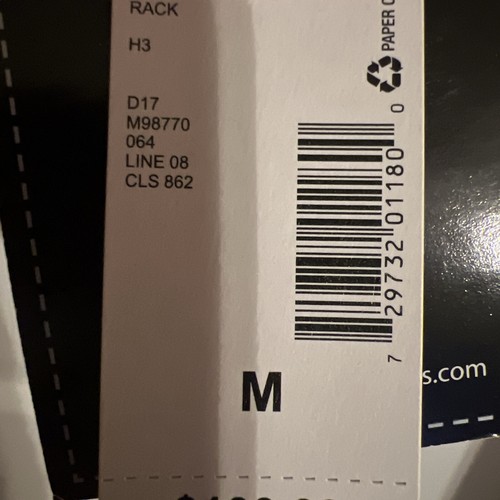 RACK
H3
D17
M98770
064
LINE 08
CLS 862
PAPER
7 29732 01180 0
M
s.com